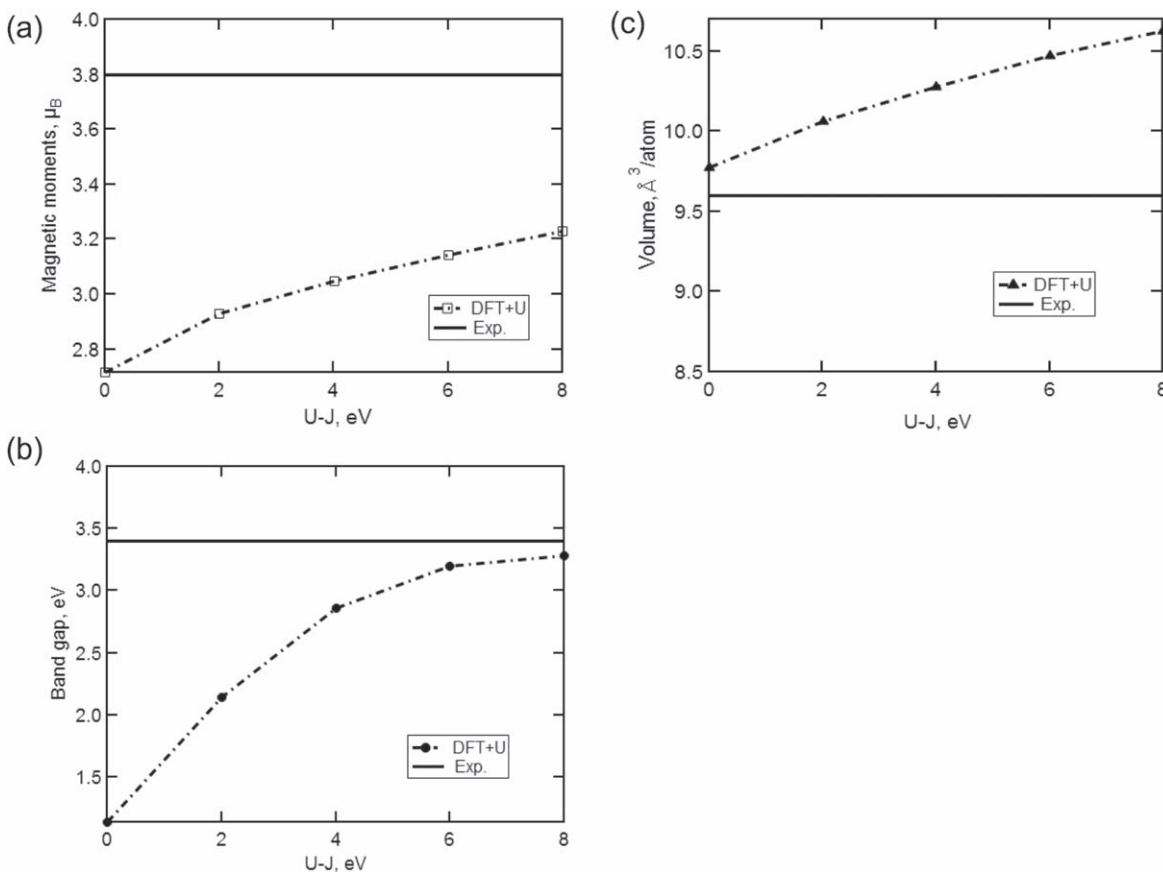 (a)
4.0
3.8
3.6
3.4
3.2
3.0
2.8
Magnetic moments, μB
0 2 4 6 8
U-J, eV
DFT+U
Exp.
(c)
10.5
10.0
9.5
9.0
8.5
Volume, Å³/atom
0 2 4 6 8
U-J, eV
DFT+U
Exp.
(b)
4.0
3.5
3.0
2.5
2.0
1.5
Band gap, eV
0 2 4 6 8
U-J, eV
DFT+U
Exp.